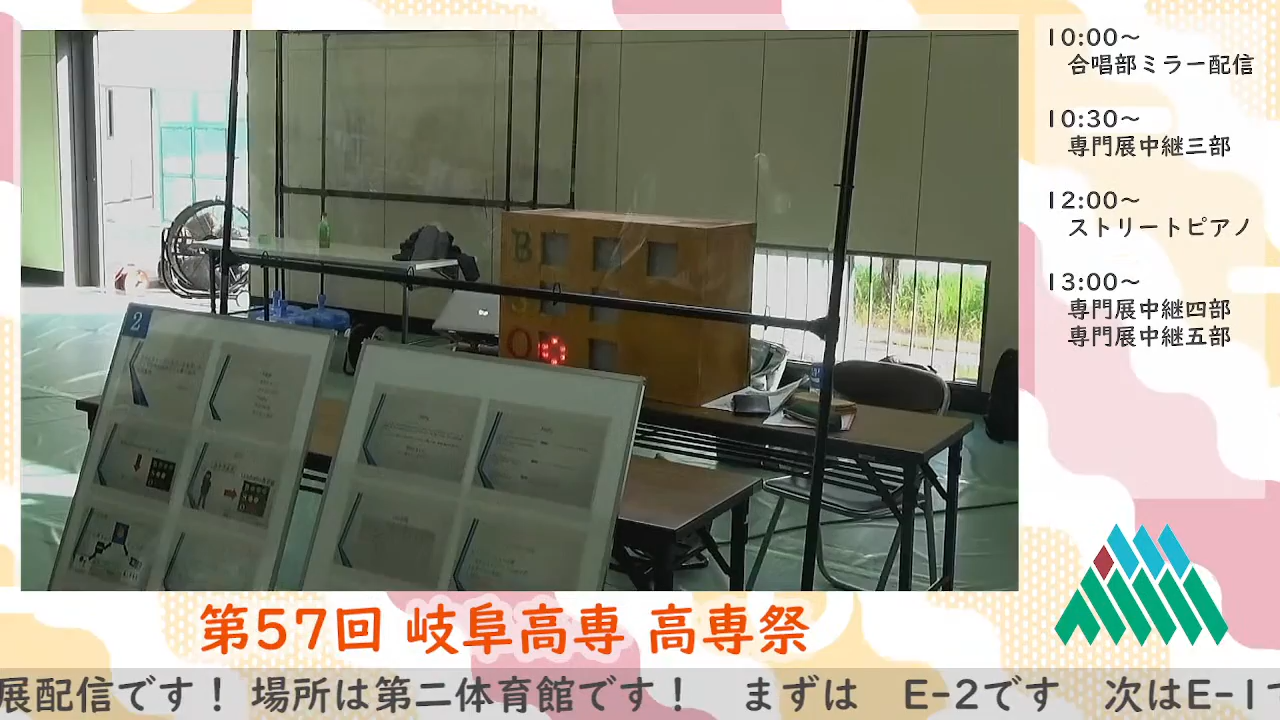 10:00〜
合唱部ミラー配信
10:30〜
専門展中継三部
12:00〜
ストリートピアノ
13:00〜
専門展中継四部
専門展中継五部
B
S
O
2
第57回 岐阜高専 高専祭
展配信です！ 場所は第二体育館です！ まずは E-2です 次はE-1